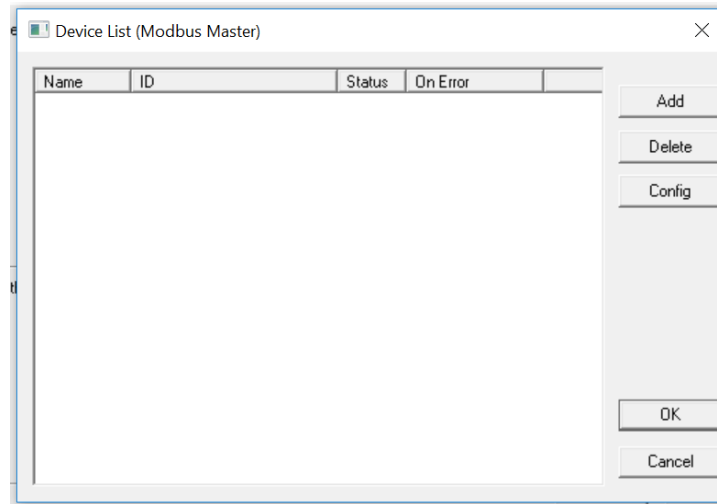 Device List (Modbus Master)
Name ID Status On Error
Add
Delete
Config
OK
Cancel